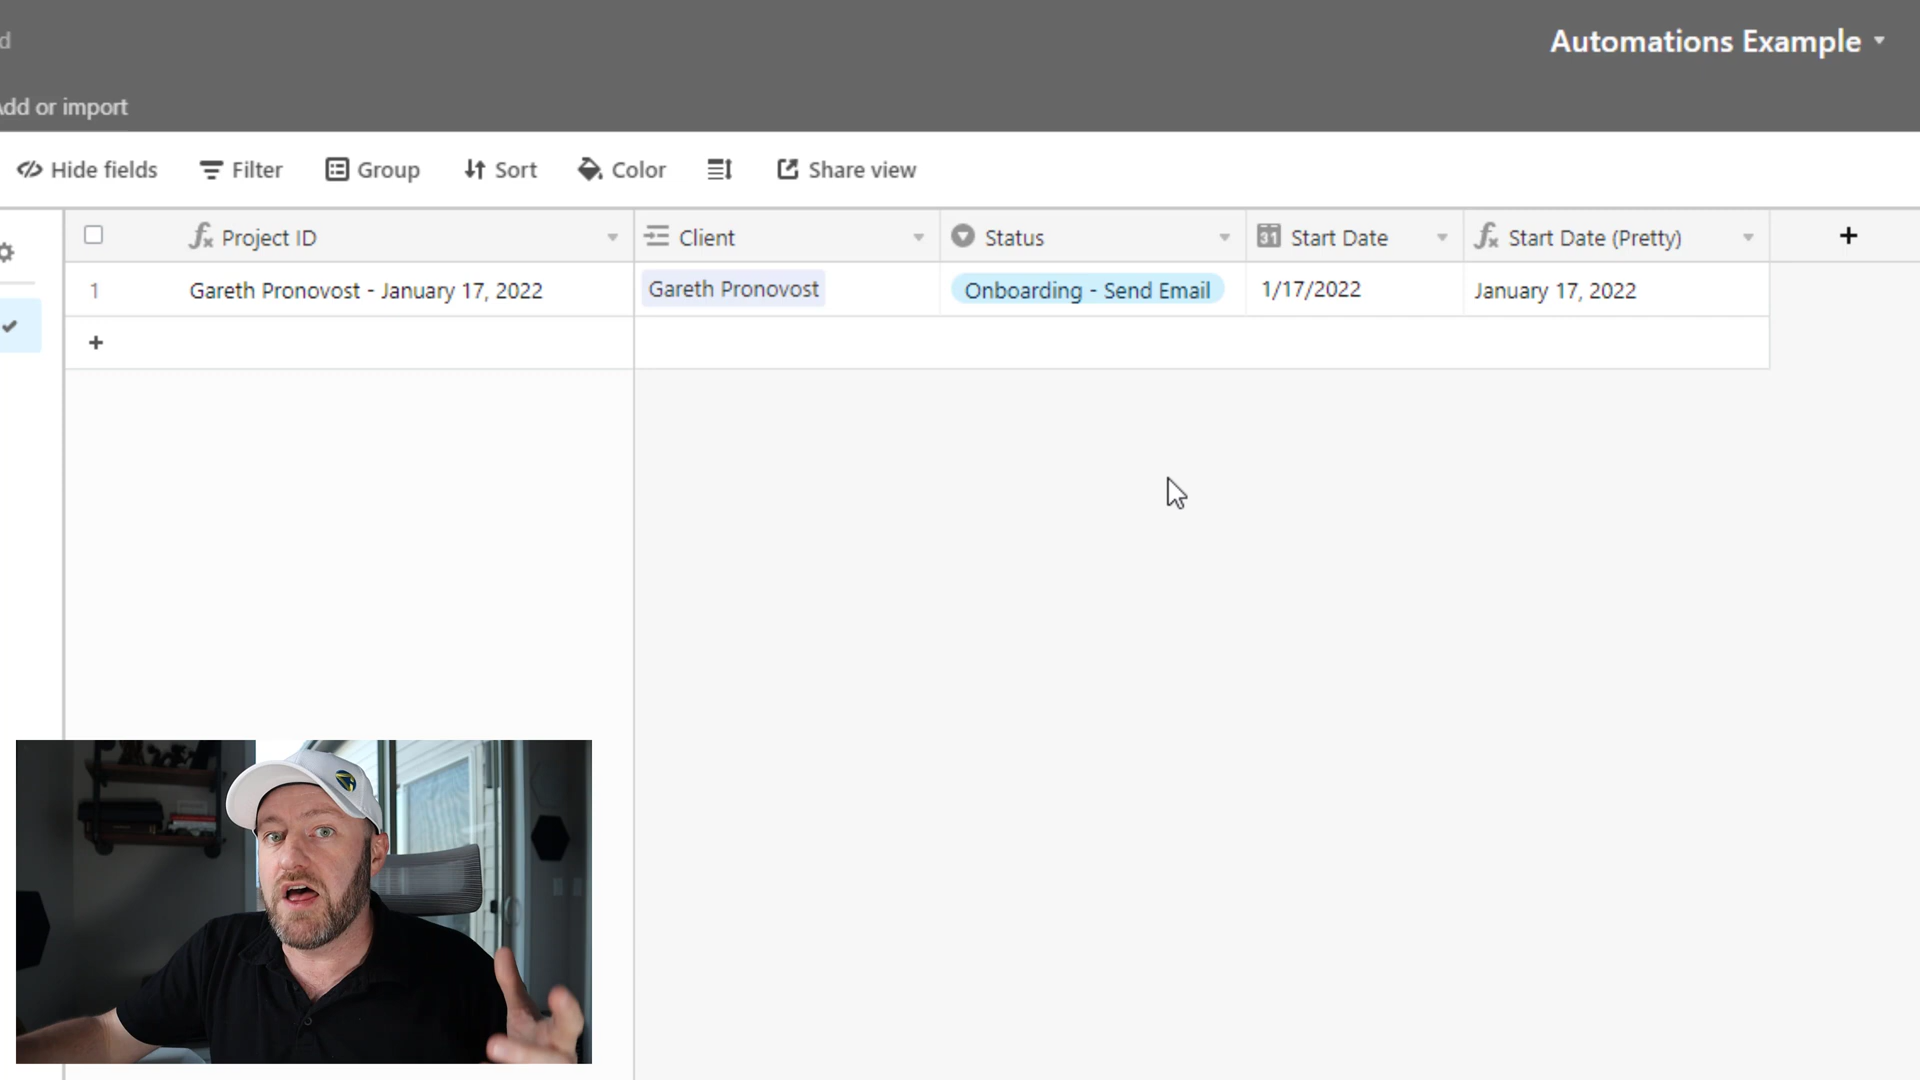 d
Automations Example
Add or import
Hide fields Filter Group Sort Color Share view
Project ID Client Status 31 Start Date Start Date (Pretty)
1 Gareth Pronovost - January 17, 2022 Gareth Pronovost Onboarding - Send Email 1/17/2022 January 17, 2022